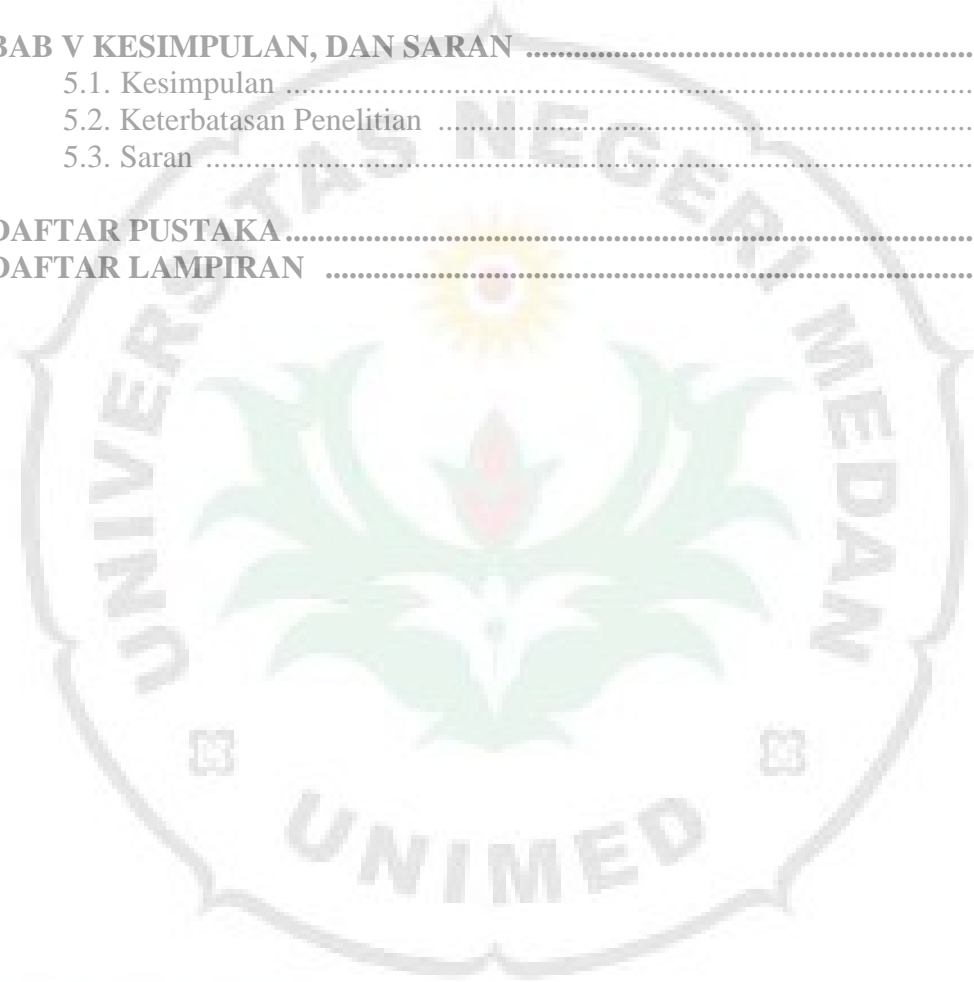 BAB V KESIMPULAN, DAN SARAN ........................................................
5.1. Kesimpulan ........................................................................................
5.2. Keterbatasan Penelitian .....................................................................
5.3. Saran ..................................................................................................
DAFTAR PUSTAKA ........................................................................................
DAFTAR LAMPIRAN ....................................................................................
UNIVERSITAS NEGERI MEDAN
UNIMED